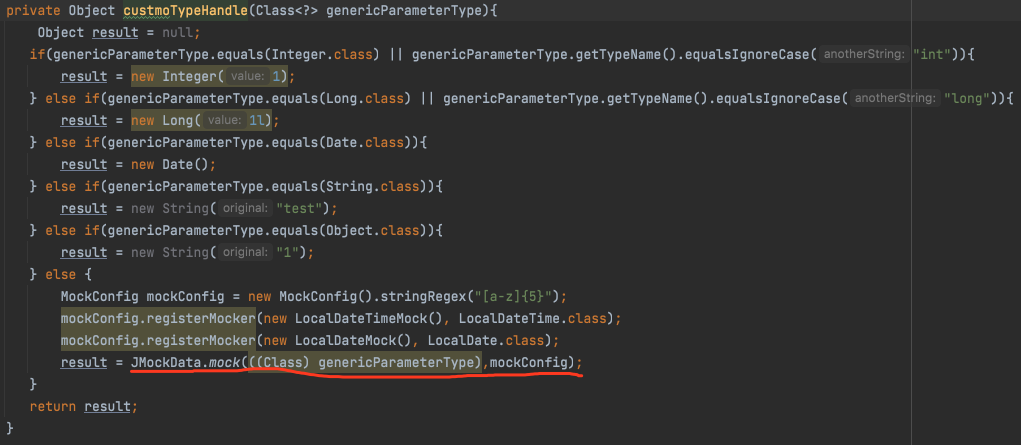 private Object custmoTypeHandle(Class<?> genericParameterType){
Object result = null;
if(genericParameterType.equals(Integer.class) || genericParameterType.getTypeName().equalsIgnoreCase( anotherString: "int")){
result = new Integer( value: 1);
} else if(genericParameterType.equals(Long.class) || genericParameterType.getTypeName().equalsIgnoreCase( anotherString: "long")){
result = new Long( value: 1l);
} else if(genericParameterType.equals(Date.class)){
result = new Date();
} else if(genericParameterType.equals(String.class)){
result = new String( original: "test");
} else if(genericParameterType.equals(Object.class)){
result = new String( original: "1");
} else {
MockConfig mockConfig = new MockConfig().stringRegex("[a-z]{5}");
mockConfig.registerMocker(new LocalDateTimeMock(), LocalDateTime.class);
mockConfig.registerMocker(new LocalDateMock(), LocalDate.class);
result = JMockData.mock(((Class) genericParameterType),mockConfig);
}
return result;
}